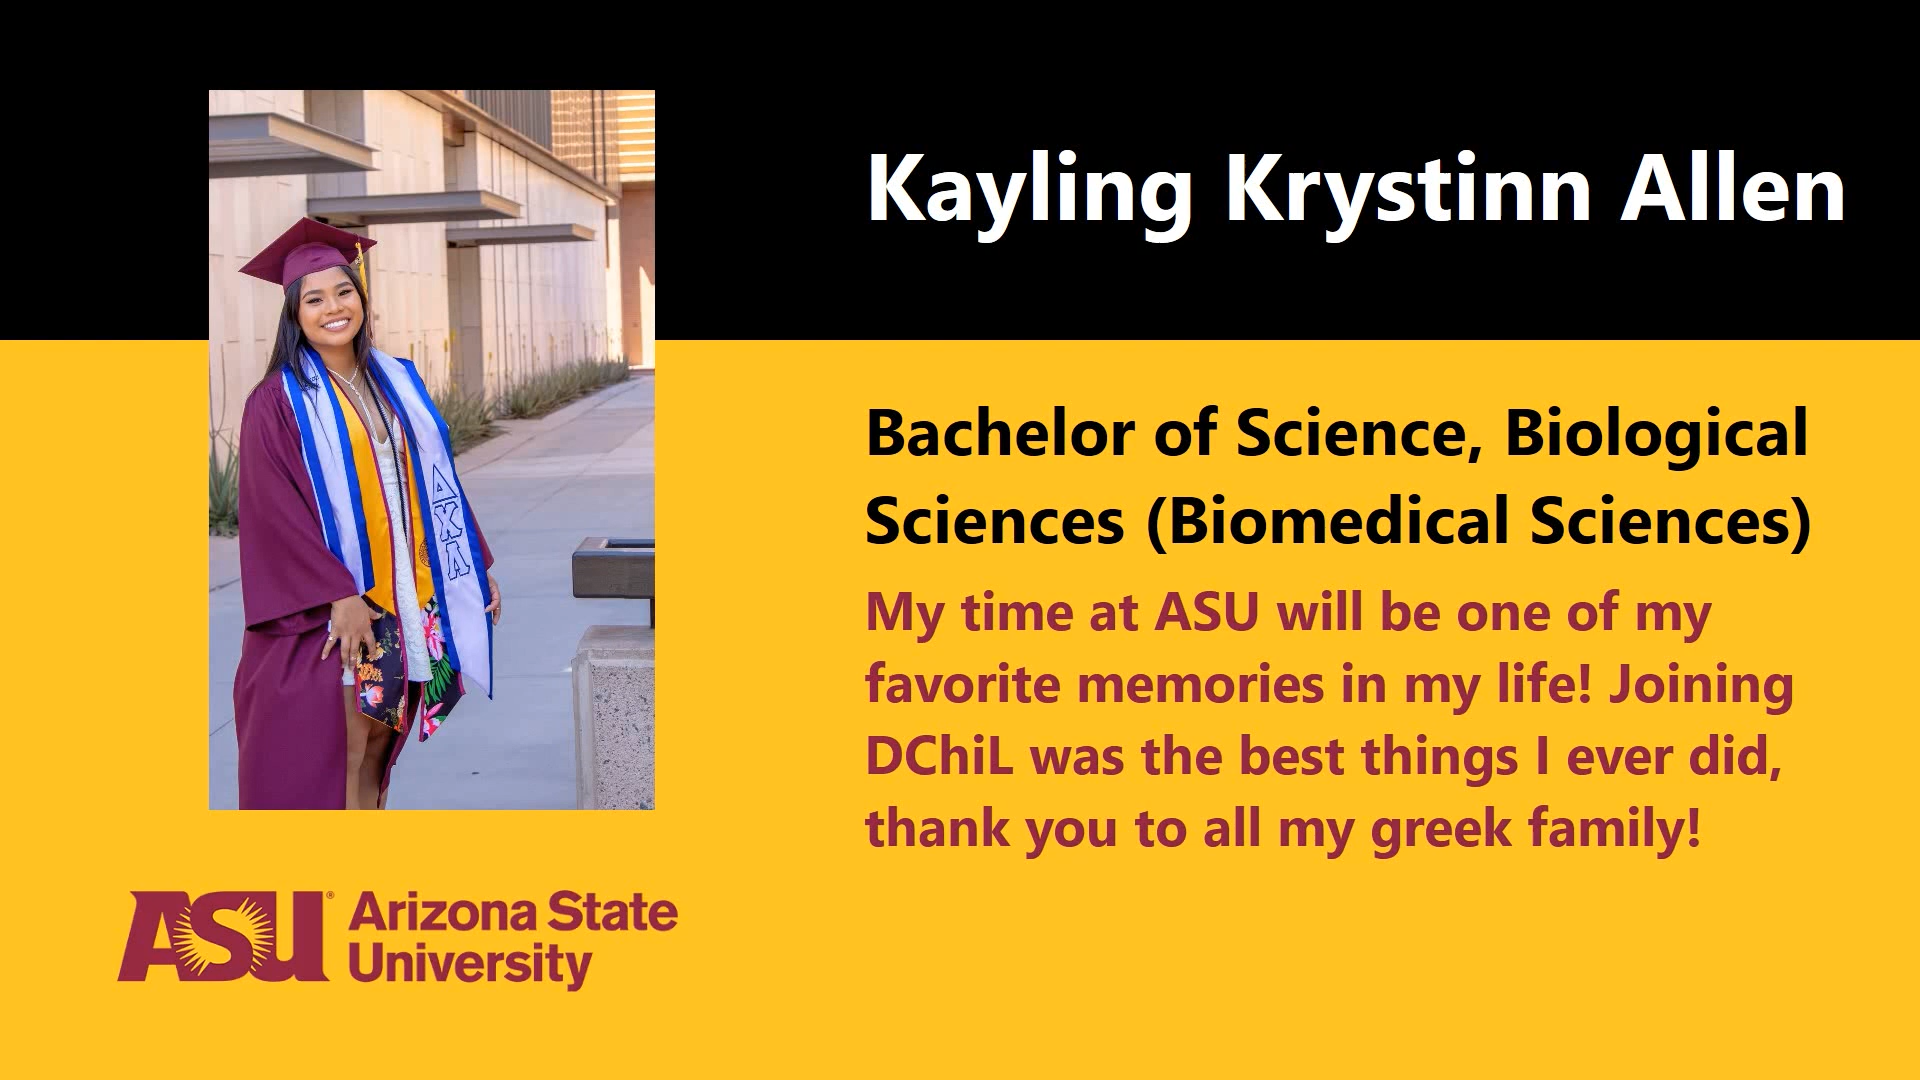 Kayling Krystinn Allen
Bachelor of Science, Biological
Sciences (Biomedical Sciences)
My time at ASU will be one of my
favorite memories in my life! Joining
DChiL was the best things I ever did,
thank you to all my greek family!
ΔΧΛ
ASU® Arizona State
University